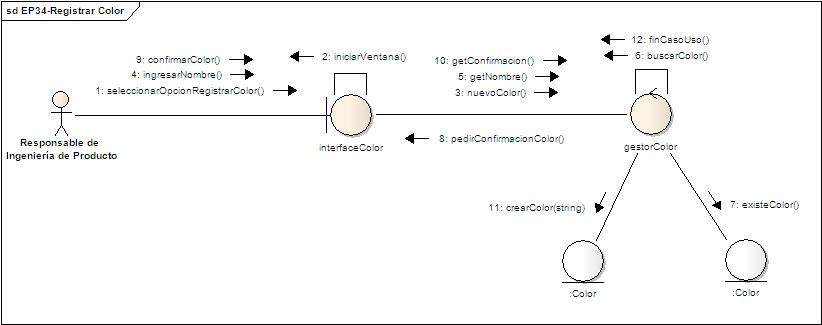 sd EP34-Registrar Color
12: finCasoUso()
9: confirmarColor()
2: iniciarVentana()
10: getConfirmacion()
6: buscarColor()
4: ingresarNombre()
5: getNombre()
1: seleccionarOpcionRegistrarColor()
3: nuevoColor()
Responsable de
Ingeniería de Producto
interfaceColor
8: pedirConfirmacionColor()
gestorColor
11: crearColor(string)
7: existeColor()
:Color
:Color